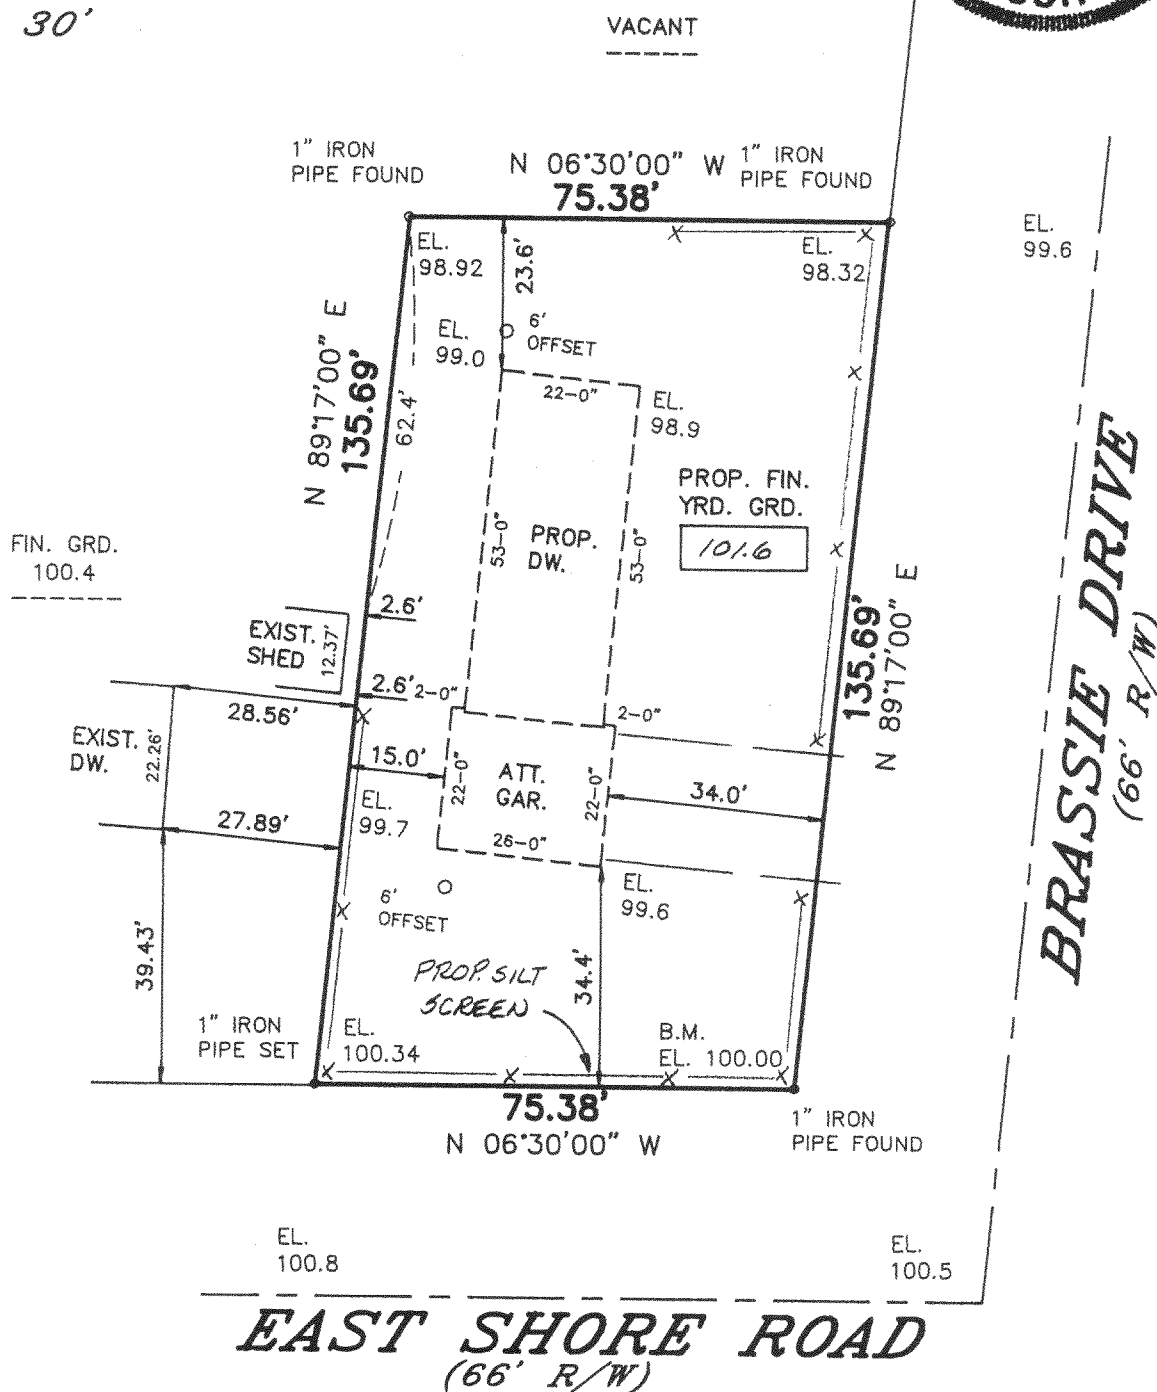 30'
VACANT
1" IRON
PIPE FOUND
N 06°30'00" W
75.38'
1" IRON
PIPE FOUND
EL.
99.6
EL.
98.92
23.6'
EL.
98.32
EL.
99.0
6'
OFFSET
N 89°17'00" E
135.69'
62.4'
22-0"
EL.
98.9
PROP. FIN.
YRD. GRD.
101.6
53-0"
PROP.
DW.
53-0"
FIN. GRD.
100.4
2.6'
EXIST.
SHED
12.37'
135.69'
N 89°17'00" E
BRASSIE DRIVE
(66' R/W)
2.6'
2-0"
28.56'
2-0"
EXIST.
DW.
22.26'
15.0'
22-0"
ATT.
GAR.
22-0"
34.0'
EL.
99.7
27.89'
26-0"
EL.
99.6
6'
OFFSET
39.43'
34.4'
PROP. SILT
SCREEN
1" IRON
PIPE SET
EL.
100.34
B.M.
EL. 100.00
75.38'
N 06°30'00" W
1" IRON
PIPE FOUND
EL.
100.8
EL.
100.5
EAST SHORE ROAD
(66' R/W)